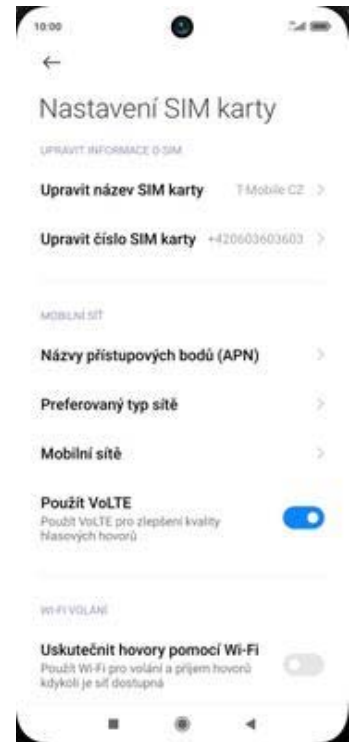 10:00
Nastavení SIM karty
UPRAVIT INFORMACE O SIM
Upravit název SIM karty T-Mobile CZ
Upravit číslo SIM karty +420603603603
MOBILNÍ SÍŤ
Názvy přístupových bodů (APN)
Preferovaný typ sítě
Mobilní sítě
Použít VoLTE
Použít VoLTE pro zlepšení kvality
hlasových hovorů
WI-FI VOLÁNÍ
Uskutečnit hovory pomocí Wi-Fi
Použít Wi-Fi pro volání a příjem hovorů
kdykoli je síť dostupná